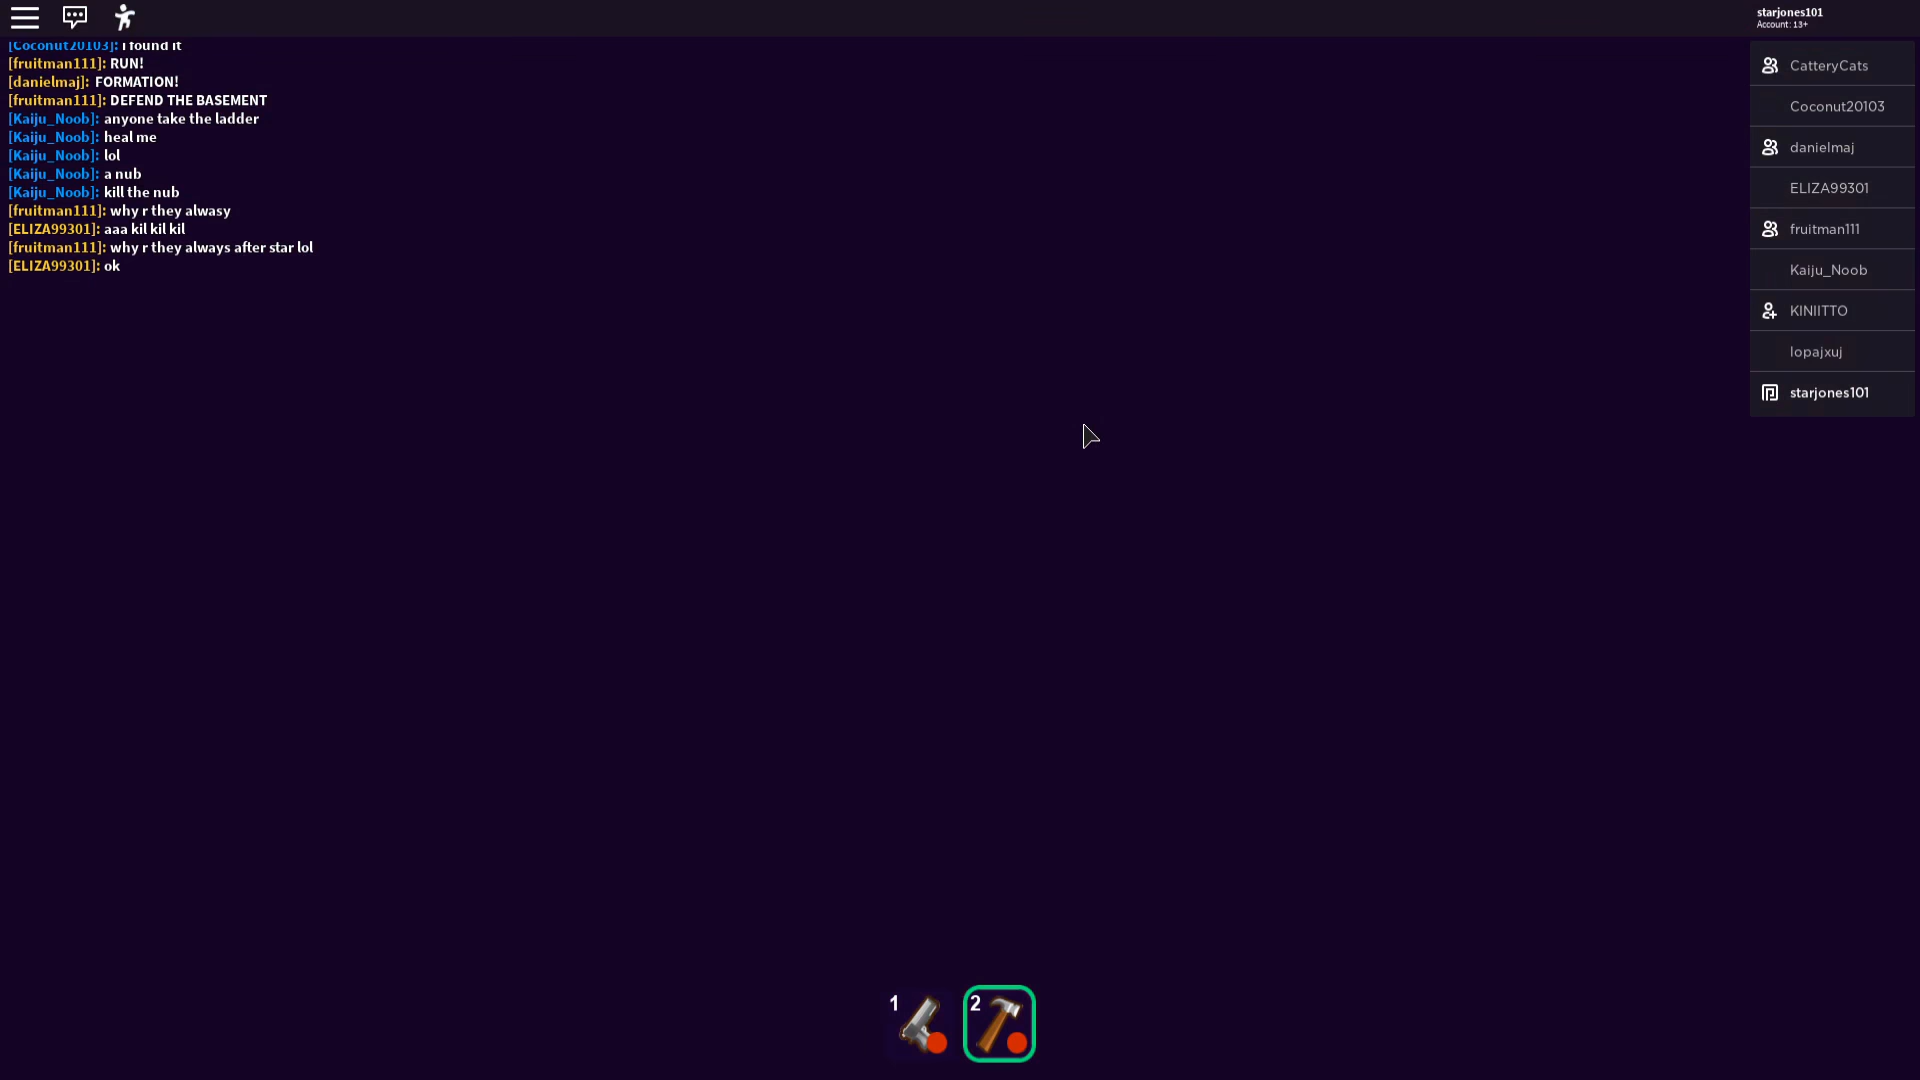 starjones101
Account: 13+
[Coconut20103]: i found it
[fruitman111]: RUN!
[danielmaj]: FORMATION!
[fruitman111]: DEFEND THE BASEMENT
[Kaiju_Noob]: anyone take the ladder
[Kaiju_Noob]: heal me
[Kaiju_Noob]: lol
[Kaiju_Noob]: a nub
[Kaiju_Noob]: kill the nub
[fruitman111]: why r they alwasy
[ELIZA99301]: aaa kil kil kil
[fruitman111]: why r they always after star lol
[ELIZA99301]: ok
CatteryCats
Coconut20103
danielmaj
ELIZA99301
fruitman111
Kaiju_Noob
KINIITTO
lopajxuj
starjones101
1
2